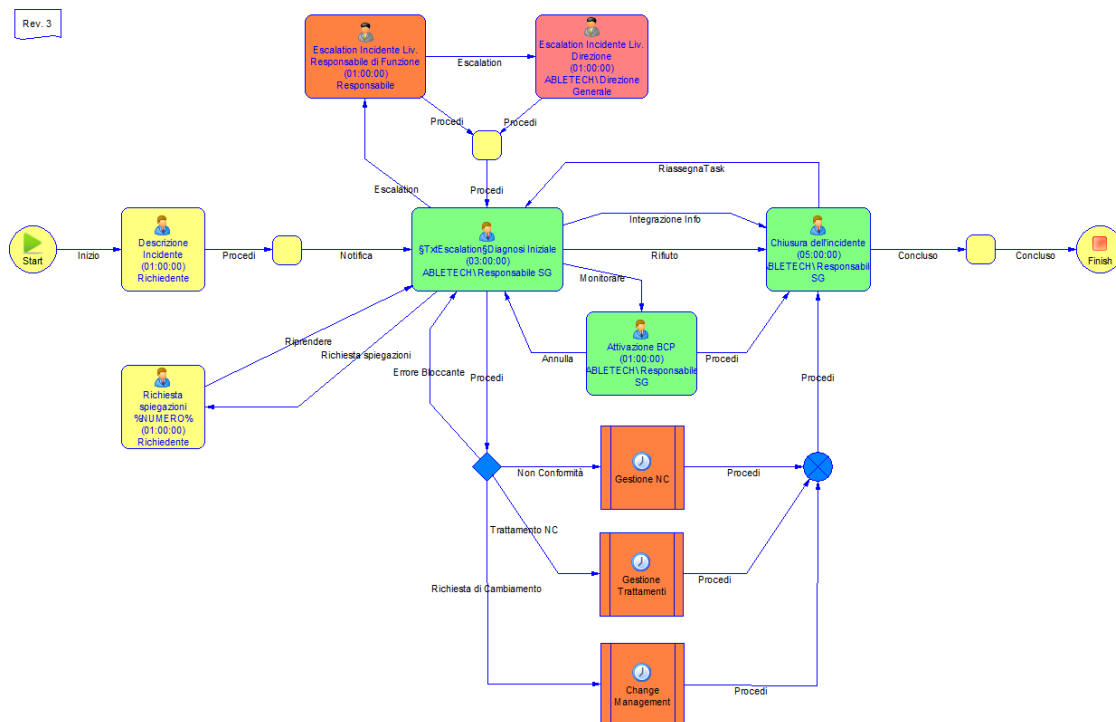 Rev. 3
Escalation Incidente Liv.
Responsabile di Funzione
(01:00:00)
Responsabile
Escalation
Escalation Incidente Liv.
Direzione
(01:00:00)
ABLETECH\Direzione
Generale
Procedi
Procedi
Escalation
Procedi
RiassegnaTask
Start
Inizio
Descrizione
Incidente
(01:00:00)
Richiedente
Procedi
Notifica
§TxtEscalation§Diagnosi Iniziale
(03:00:00)
ABLETECH\Responsabile SG
Integrazione Info
Rifiuto
Monitorare
Chiusura dell'incidente
(05:00:00)
ABLETECH\Responsabile
SG
Concluso
Concluso
Finish
Riprendere
Richiesta spiegazioni
Errore Bloccante
Procedi
Annulla
Attivazione BCP
(01:00:00)
ABLETECH\Responsabile
SG
Procedi
Procedi
Richiesta
spiegazioni
%NUMERO%
(01:00:00)
Richiedente
Non Conformità
Gestione NC
Procedi
Trattamento NC
Gestione
Trattamenti
Procedi
Richiesta di Cambiamento
Change
Management
Procedi